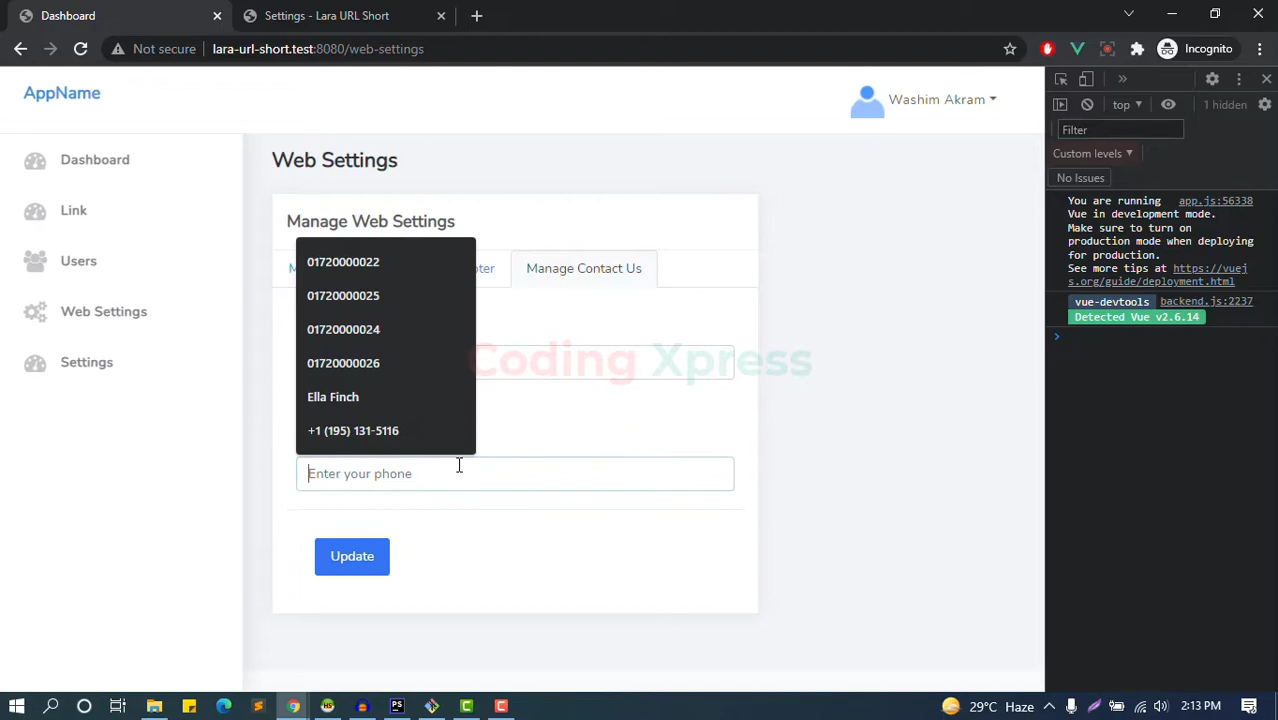 Dashboard
Settings - Lara URL Short
Not secure
lara-url-short.test:8080/web-settings
Incognito
AppName
Washim Akram
Dashboard
Link
Users
Web Settings
Settings
Web Settings
Manage Web Settings
M
ter
Manage Contact Us
01720000022
01720000025
01720000024
01720000026
Ella Finch
+1 (195) 131-5116
Enter your phone
Update
Coding Xpress
top
1 hidden
Filter
Custom levels
No Issues
You are running app.js:56338
Vue in development mode.
Make sure to turn on
production mode when deploying
for production.
See more tips at https://vuej
s.org/guide/deployment.html
vue-devtools backend.js:2237
Detected Vue v2.6.14
29°C Haze
2:13 PM